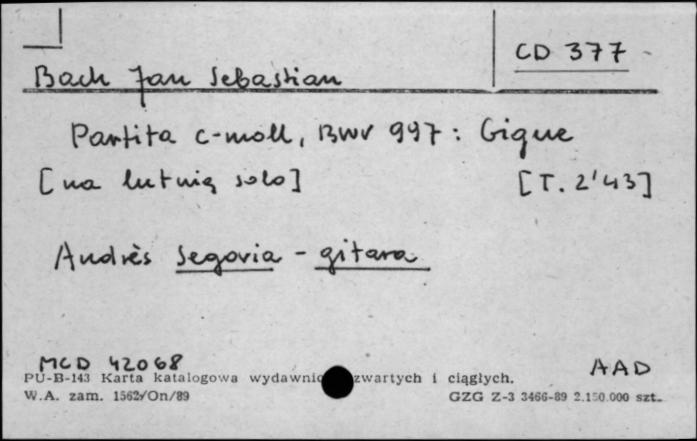 CD 377
Bach Jan Sebastian
Partita c-moll, BWV 997: Gigue
[na lutnię solo] [T. 2'43]
Andrès Segovia - gitara
MCD 42068 AAD
PU-B-143 Karta katalogowa wydawnic zwartych i ciągłych.
W.A. zam. 1562/On/89 GZG Z-3 3466-89 2.150.000 szt.